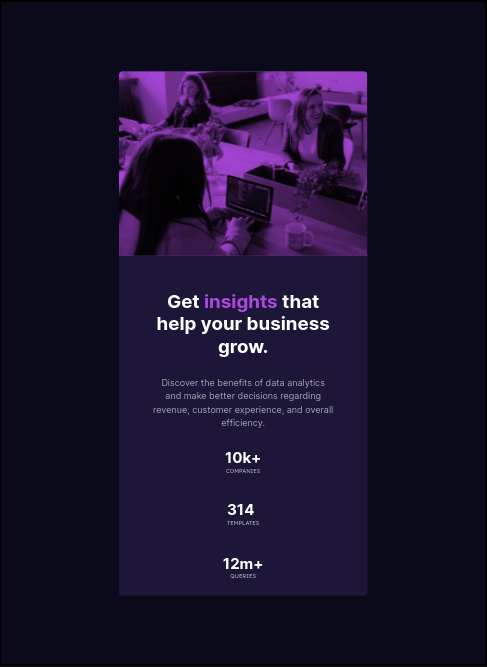 Get insights that
help your business
grow.
Discover the benefits of data analytics
and make better decisions regarding
revenue, customer experience, and overall
efficiency.
10k+
COMPANIES
314
TEMPLATES
12m+
QUERIES